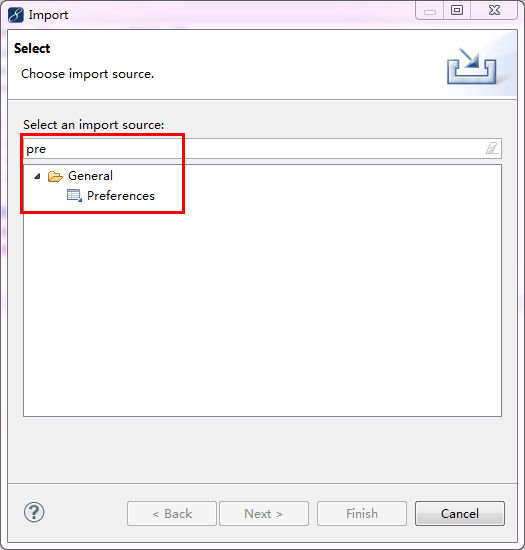 Import
Select
Choose import source.
Select an import source:
pre
General
Preferences
?
< Back
Next >
Finish
Cancel